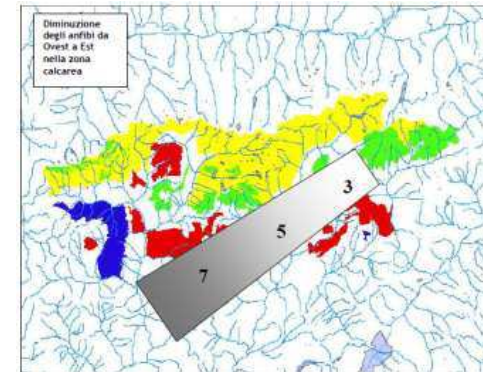 Diminuzione
degli anfibi da
Ovest a Est
nella zona
calcarea
3
5
7